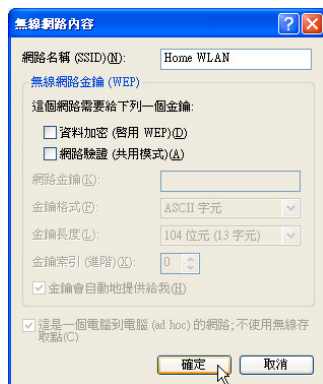 無線網路內容
網路名稱 (SSID)(N): Home WLAN
無線網路金鑰 (WEP)
這個網路需要給下列一個金鑰:
資料加密 (啓用 WEP)(D)
網路驗證 (共用模式)(A)
網路金鑰(K):
金鑰格式(F): ASCII 字元
金鑰長度(L): 104 位元 (13 字元)
金鑰索引 (進階)(X): 0
金鑰會自動地提供給我(H)
這是一個電腦到電腦 (ad hoc) 的網路;不使用無線存
取點(C)
確定 取消